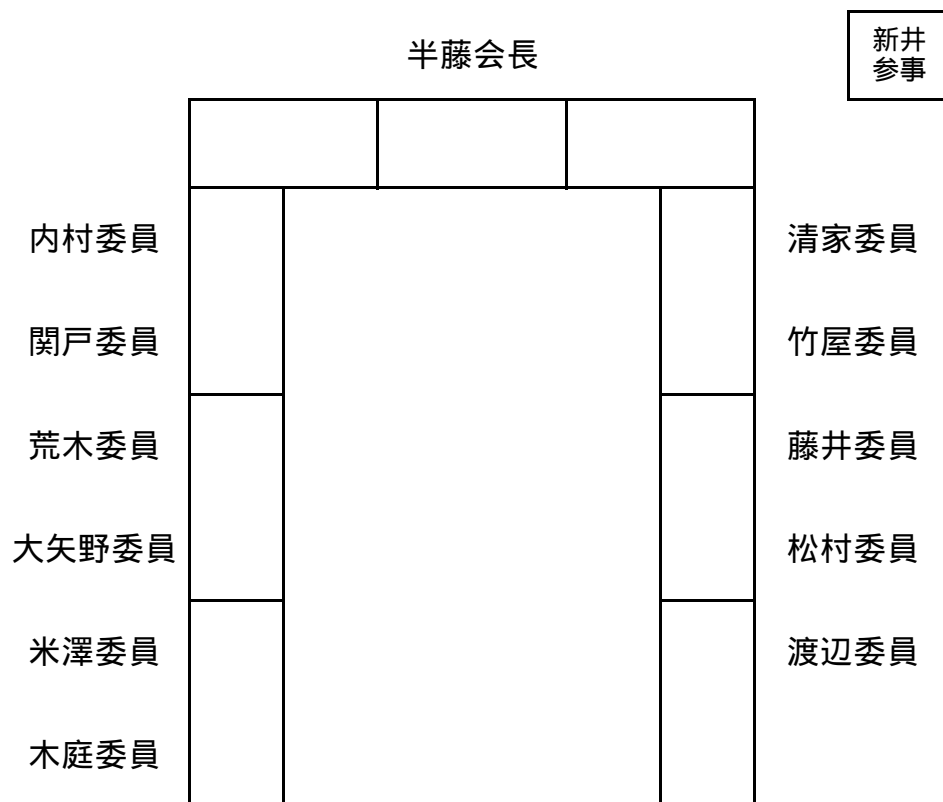 半藤会長
新井
参事
内村委員
清家委員
関戸委員
竹屋委員
荒木委員
藤井委員
大矢野委員
松村委員
米澤委員
渡辺委員
木庭委員